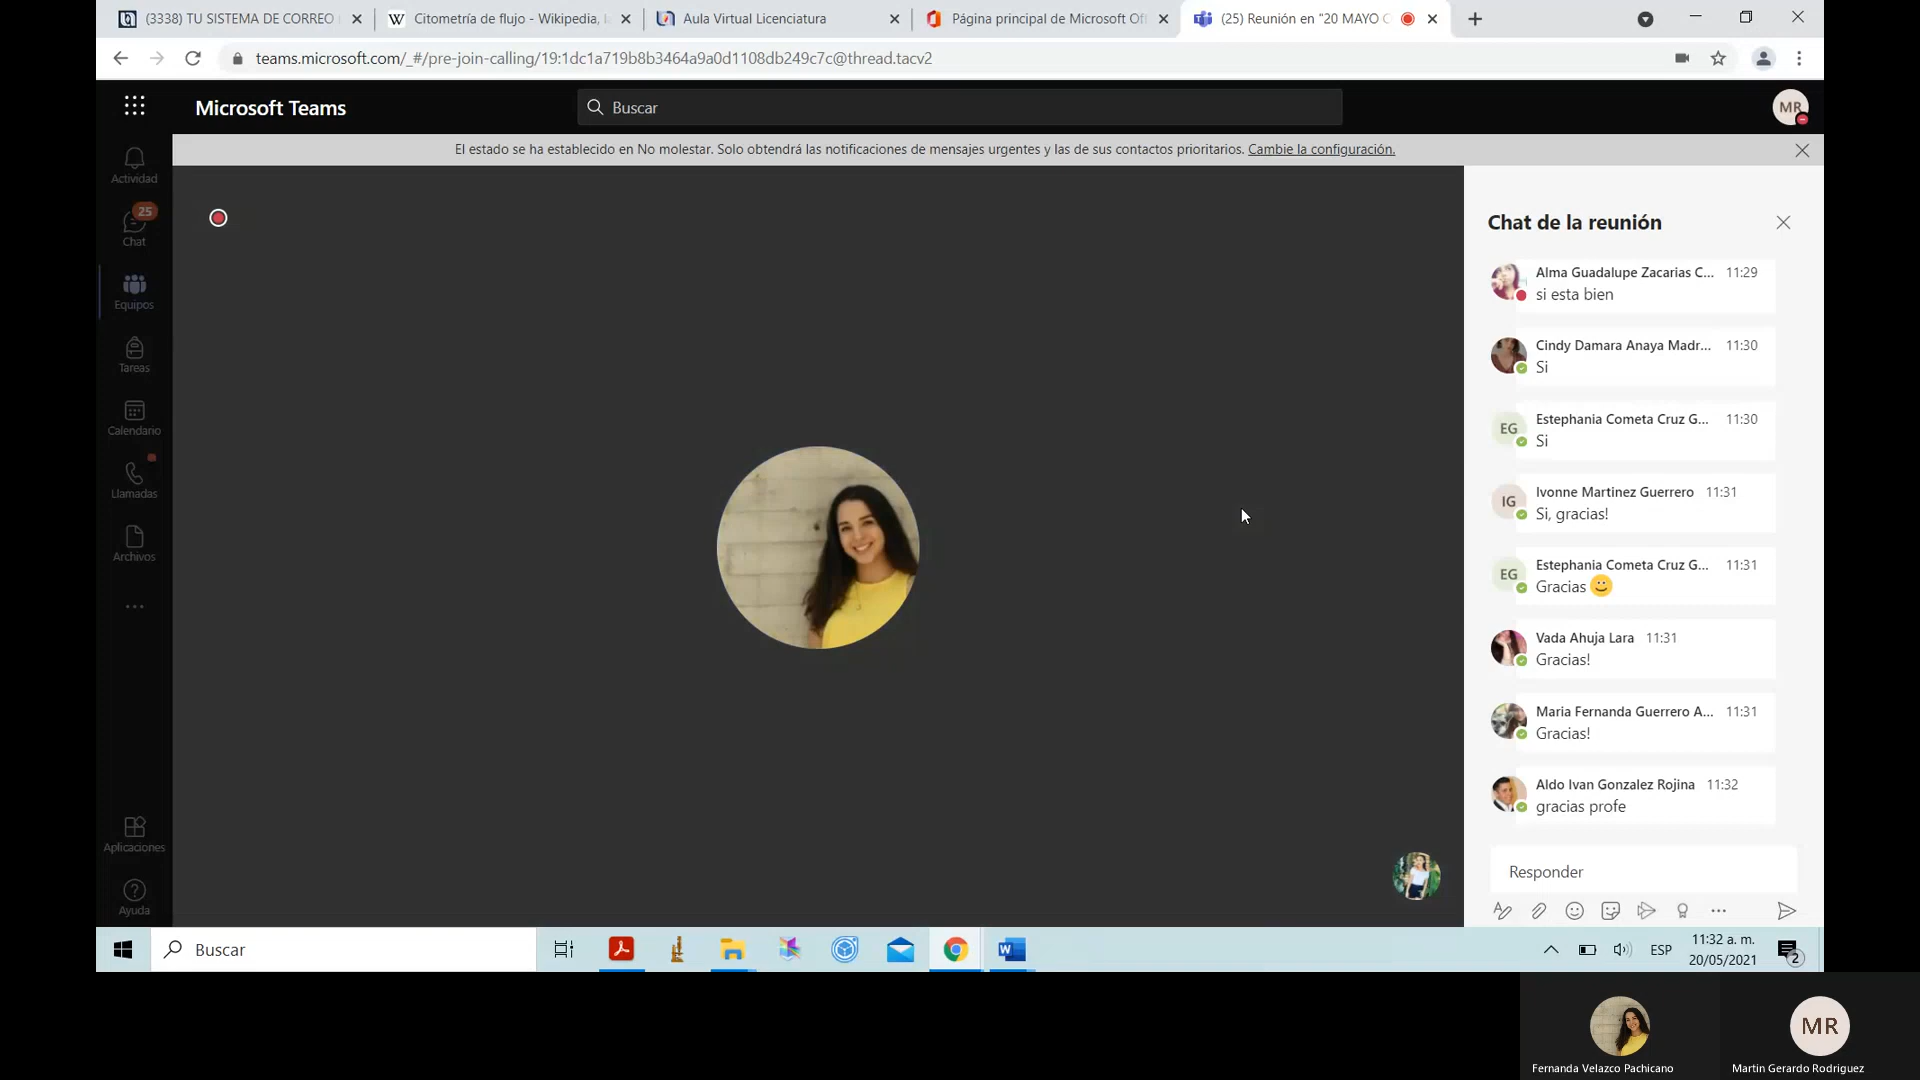 (3338) TU SISTEMA DE CORREO
Citometría de flujo - Wikipedia, l
Aula Virtual Licenciatura
Página principal de Microsoft Of
(25) Reunión en "20 MAYO C
teams.microsoft.com/_#/pre-join-calling/19:1dc1a719b8b3464a9a0d1108db249c7c@thread.tacv2
Microsoft Teams
Buscar
MR
El estado se ha establecido en No molestar. Solo obtendrá las notificaciones de mensajes urgentes y las de sus contactos prioritarios. Cambie la configuración.
Actividad
25
Chat
Equipos
Tareas
Calendario
Llamadas
Archivos
Aplicaciones
Ayuda
Chat de la reunión
Alma Guadalupe Zacarias C... 11:29
si esta bien
Cindy Damara Anaya Madr... 11:30
Si
EG
Estephania Cometa Cruz G... 11:30
Si
IG
Ivonne Martinez Guerrero 11:31
Si, gracias!
EG
Estephania Cometa Cruz G... 11:31
Gracias 🙂
Vada Ahuja Lara 11:31
Gracias!
Maria Fernanda Guerrero A... 11:31
Gracias!
Aldo Ivan Gonzalez Rojina 11:32
gracias profe
Responder
Buscar
W
ESP
11:32 a. m.
20/05/2021
2
MR
Fernanda Velazco Pachicano
Martin Gerardo Rodriguez